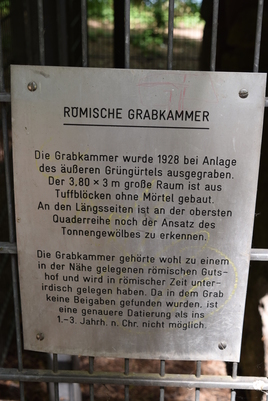 RÖMISCHE GRABKAMMER
Die Grabkammer wurde 1928 bei Anlage
des äußeren Grüngürtels ausgegraben.
Der 3,80 × 3 m große Raum ist aus
Tuffblöcken ohne Mörtel gebaut.
An den Längsseiten ist an der obersten
Quaderreihe noch der Ansatz des
Tonnengewölbes zu erkennen.
Die Grabkammer gehörte wohl zu einem
in der Nähe gelegenen römischen Guts-
hof und wird in römischer Zeit unter-
irdisch gelegen haben. Da in dem Grab
keine Beigaben gefunden wurden, ist
eine genauere Datierung als ins
1.-3. Jahrh. n. Chr. nicht möglich.